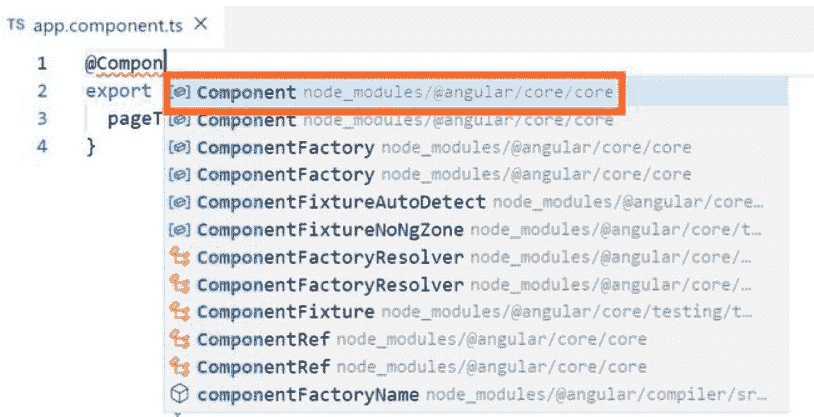 TS app.component.ts ×
1 @Compon
2 export
3 pageT
4 }
Component node_modules/@angular/core/core
Component node_modules/@angular/core/core
ComponentFactory node_modules/@angular/core/core
ComponentFactory node_modules/@angular/core/core
ComponentFixtureAutoDetect node_modules/@angular/core…
ComponentFixtureNoNgZone node_modules/@angular/core/t…
ComponentFactoryResolver node_modules/@angular/core/…
ComponentFactoryResolver node_modules/@angular/core/…
ComponentFixture node_modules/@angular/core/testing/t…
ComponentRef node_modules/@angular/core/core
ComponentRef node_modules/@angular/core/core
componentFactoryName node_modules/@angular/compiler/sr…